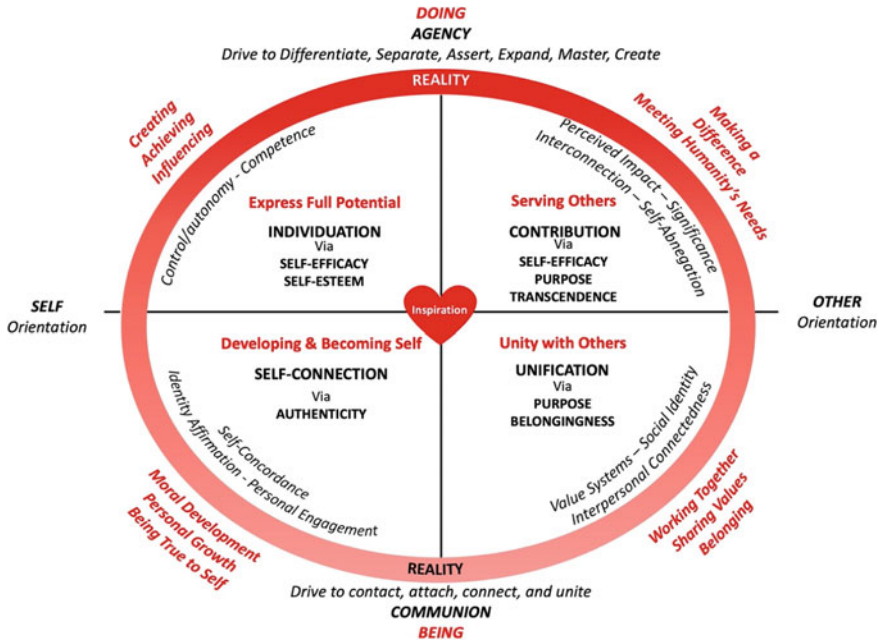 DOING
AGENCY
Drive to Differentiate, Separate, Assert, Expand, Master, Create
REALITY
Creating
Achieving
Influencing
Control/autonomy - Competence
Making a
Difference
Meeting Humanity's Needs
Perceived Impact – Significance
Interconnection – Self-Abnegation
Express Full Potential
INDIVIDUATION
Via
SELF-EFFICACY
SELF-ESTEEM
Serving Others
CONTRIBUTION
Via
SELF-EFFICACY
PURPOSE
TRANSCENDENCE
SELF
Orientation
Inspiration
OTHER
Orientation
Developing & Becoming Self
SELF-CONNECTION
Via
AUTHENTICITY
Unity with Others
UNIFICATION
Via
PURPOSE
BELONGINGNESS
Self-Concordance
Identity Affirmation - Personal Engagement
Moral Development
Personal Growth
Being True to Self
Value Systems – Social Identity
Interpersonal Connectedness
Working Together
Sharing Values
Belonging
REALITY
Drive to contact, attach, connect, and unite
COMMUNION
BEING